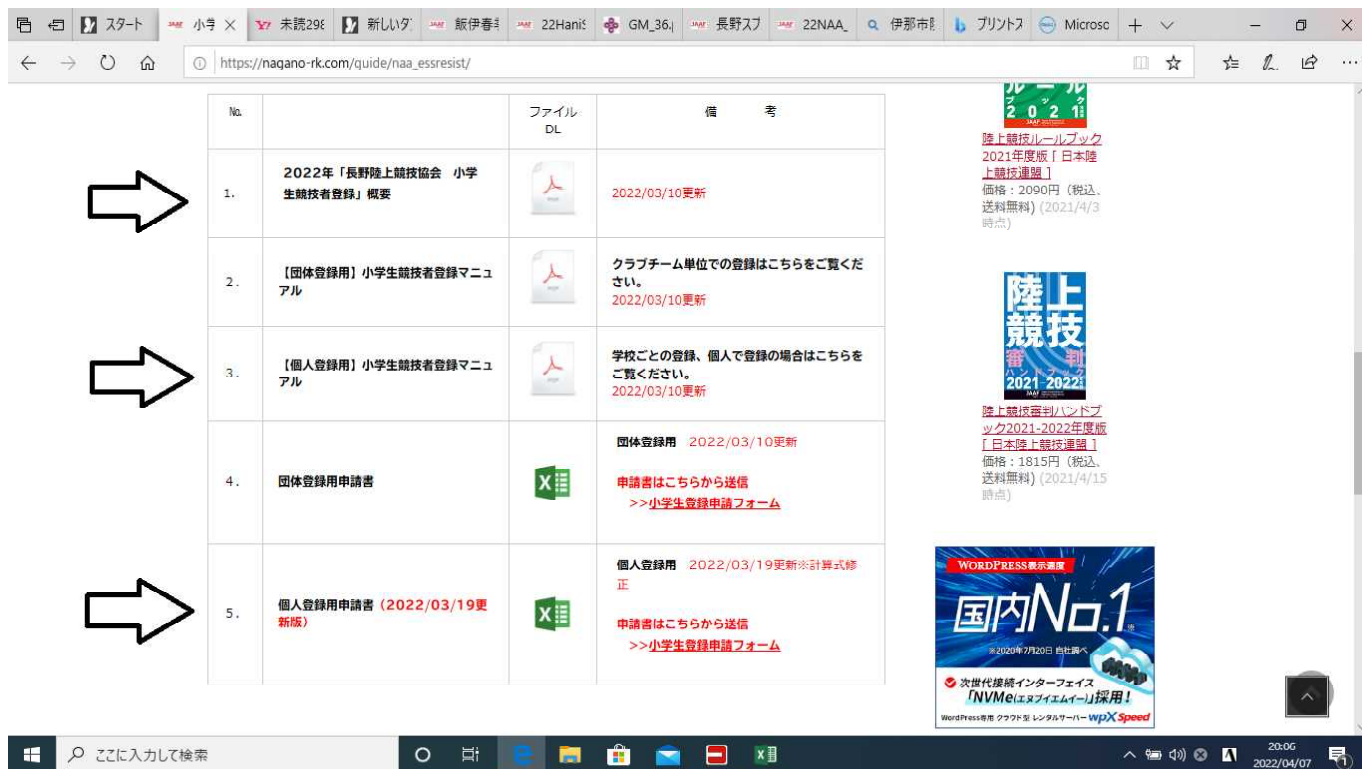 スタート
小学
未読298
新しいタ
飯伊春季
22HaniS
GM_36.j
長野スプ
22NAA_
伊那市
プリントス
Microsc
https://nagano-rk.com/guide/naa_essresist/
No.
ファイル
DL
備 考
1.
2022年「長野陸上競技協会 小学
生競技者登録」概要
2022/03/10更新
2.
【団体登録用】小学生競技者登録マニュ
アル
クラブチーム単位での登録はこちらをご覧くだ
さい。
2022/03/10更新
3.
【個人登録用】小学生競技者登録マニュ
アル
学校ごとの登録、個人で登録の場合はこちらを
ご覧ください。
2022/03/10更新
4.
団体登録用申請書
団体登録用 2022/03/10更新
申請書はこちらから送信
>>小学生登録申請フォーム
5.
個人登録用申請書(2022/03/19更
新版)
個人登録用 2022/03/19更新※計算式修
正
申請書はこちらから送信
>>小学生登録申請フォーム
ルール
ブック
2021
陸上競技ルールブック
2021年度版 [ 日本陸
上競技連盟 ]
価格:2090円(税込、
送料無料) (2021/4/3
時点)
陸上
競技
審判
ハンドブック
2021-2022
陸上競技審判ハンドブ
ック2021-2022年度版
[ 日本陸上競技連盟 ]
価格:1815円(税込、
送料無料) (2021/4/15
時点)
WORDPRESS表示速度
国内No.1※
※2020年7月20日 自社調べ
次世代接続インターフェイス
「NVMe(エヌブイエムイー)」採用!
WordPress専用 クラウド型 レンタルサーバー wpX Speed
ここに入力して検索
20:06
2022/04/07